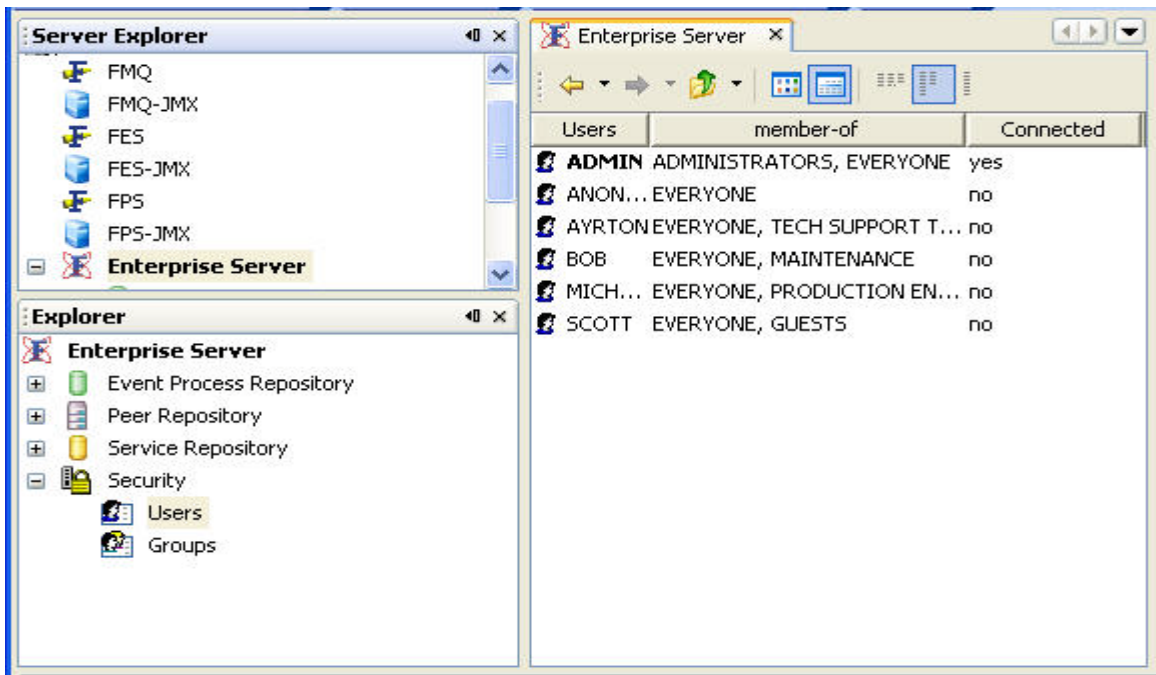 Server Explorer
FMQ
FMQ-JMX
FES
FES-JMX
FPS
FPS-JMX
Enterprise Server
Explorer
Enterprise Server
Event Process Repository
Peer Repository
Service Repository
Security
Users
Groups
Enterprise Server
Users member-of Connected
ADMIN ADMINISTRATORS, EVERYONE yes
ANON... EVERYONE no
AYRTON EVERYONE, TECH SUPPORT T... no
BOB EVERYONE, MAINTENANCE no
MICH... EVERYONE, PRODUCTION EN... no
SCOTT EVERYONE, GUESTS no